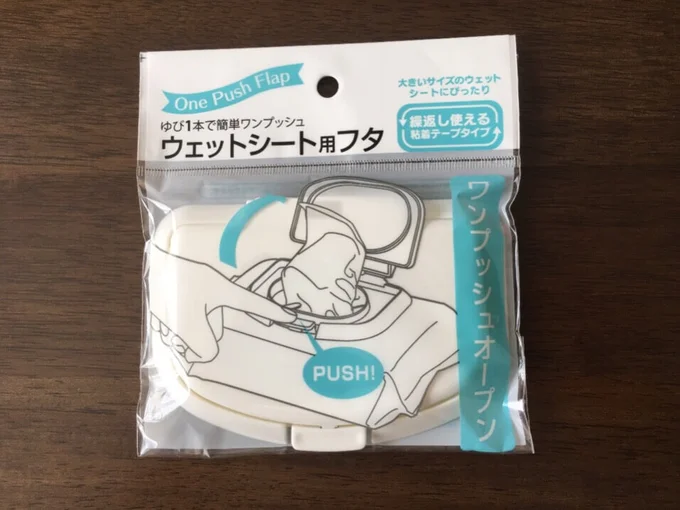 One Push Flap
ゆび1本で簡単ワンプッシュ
ウェットシート用フタ
大きいサイズのウェット
シートにぴったり
繰返し使える
粘着テープタイプ
ワンプッシュオープン
PUSH!